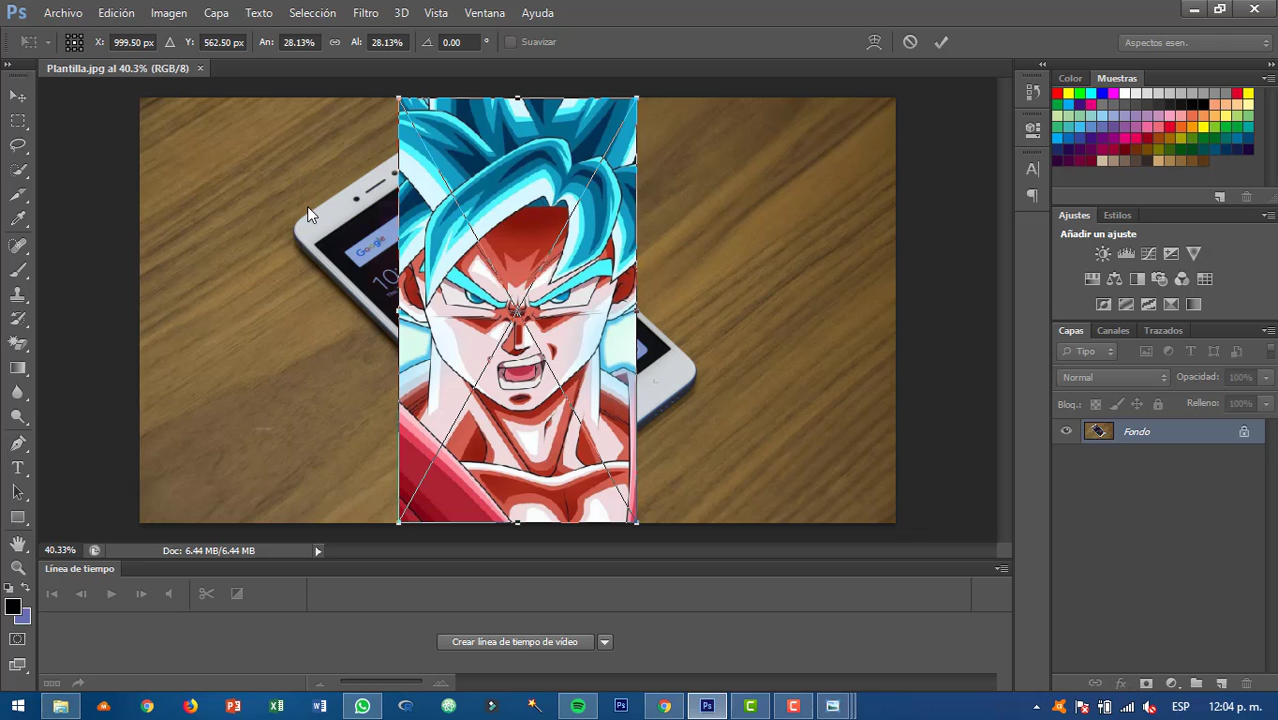 Ps Archivo Edición Imagen Capa Texto Selección Filtro 3D Vista Ventana Ayuda
X: 999.50 px Y: 562.50 px An: 28.13% Al: 28.13% 0.00 ° Suavizar Aspectos esen.
Plantilla.jpg al 40.3% (RGB/8) ×
Color Muestras
Google
10
Ajustes Estilos
Añadir un ajuste
Capas Canales Trazados
Tipo
Normal Opacidad: 100%
Bloq.: Relleno: 100%
Fondo
T
40.33% Doc: 6.44 MB/6.44 MB
Línea de tiempo
Crear línea de tiempo de vídeo
fx
ESP 12:04 p. m.